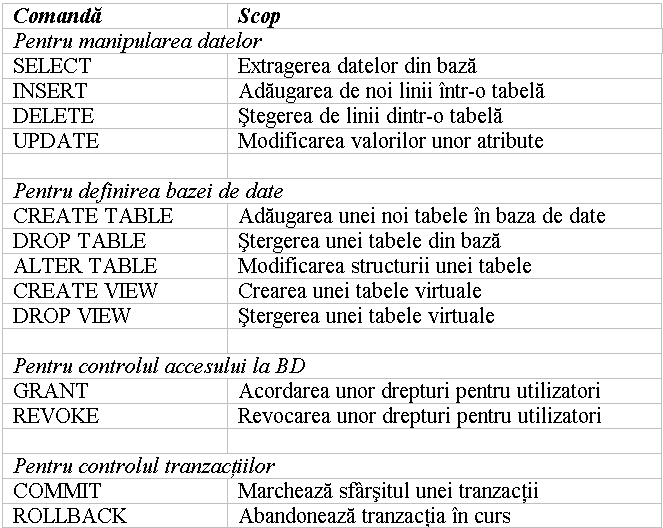 Comandă Scop
Pentru manipularea datelor
SELECT Extragerea datelor din bază
INSERT Adăugarea de noi linii într-o tabelă
DELETE Ştegerea de linii dintr-o tabelă
UPDATE Modificarea valorilor unor atribute
Pentru definirea bazei de date
CREATE TABLE Adăugarea unei noi tabele în baza de date
DROP TABLE Ştergerea unei tabele din bază
ALTER TABLE Modificarea structurii unei tabele
CREATE VIEW Crearea unei tabele virtuale
DROP VIEW Ştergerea unei tabele virtuale
Pentru controlul accesului la BD
GRANT Acordarea unor drepturi pentru utilizatori
REVOKE Revocarea unor drepturi pentru utilizatori
Pentru controlul tranzacțiilor
COMMIT Marchează sfârşitul unei tranzacții
ROLLBACK Abandonează tranzacția în curs